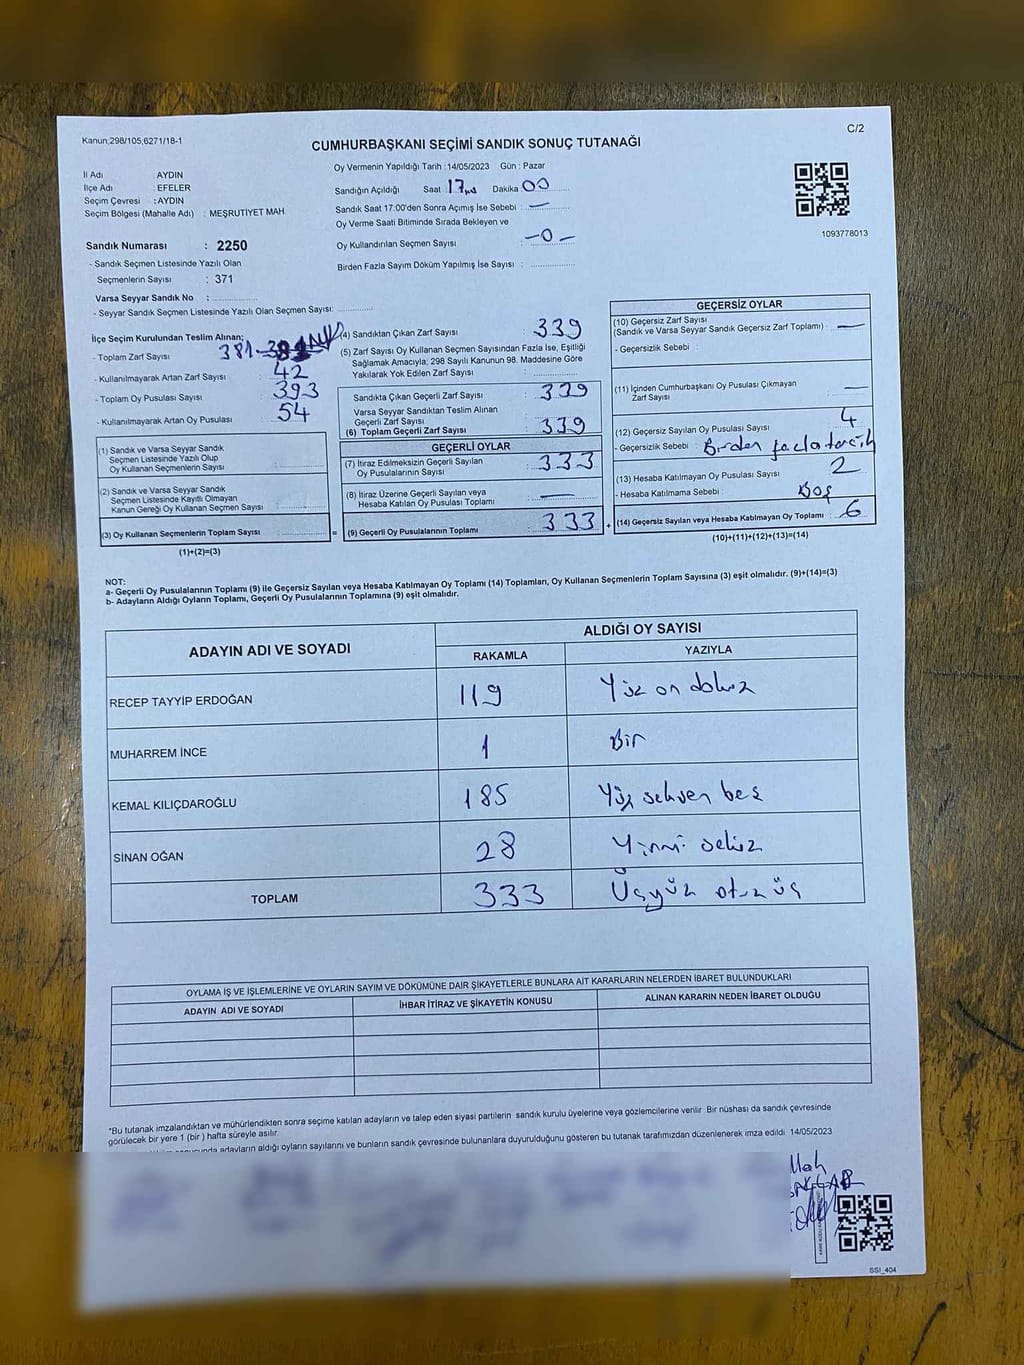 Kanun;298/105;6271/18-1
C/2
CUMHURBAŞKANI SEÇİMİ SANDIK SONUÇ TUTANAĞI
İl Adı AYDIN
İlçe Adı : EFELER
Seçim Çevresi : AYDIN
Seçim Bölgesi (Mahalle Adı) : MEŞRUTİYET MAH
Sandık Numarası : 2250
- Sandık Seçmen Listesinde Yazılı Olan
Seçmenlerin Sayısı : 371
Varsa Seyyar Sandık No :
- Seyyar Sandık Seçmen Listesinde Yazılı Olan Seçmen Sayısı:
Oy Vermenin Yapıldığı Tarih : 14/05/2023 Gün : Pazar
Sandığın Açıldığı Saat : 17 Dakika 00
Sandık Saat 17:00'den Sonra Açımış İse Sebebi : —
Oy Verme Saati Bitiminde Sırada Bekleyen ve
Oy Kullandırılan Seçmen Sayısı : -0-
Birden Fazla Sayım Döküm Yapılmış İse Sayısı :
1093778013
İlçe Seçim Kurulundan Teslim Alınan;
- Toplam Zarf Sayısı 381
- Kullanılmayarak Artan Zarf Sayısı : 42
- Toplam Oy Pusulası Sayısı : 393
- Kullanılmayarak Artan Oy Pusulası 54
(1) Sandık ve Varsa Seyyar Sandık
Seçmen Listesinde Yazılı Olup
Oy Kullanan Seçmenlerin Sayısı
(2) Sandık ve Varsa Seyyar Sandık
Seçmen Listesinde Kayıtlı Olmayan
Kanun Gereği Oy Kullanan Seçmen Sayısı
(3) Oy Kullanan Seçmenlerin Toplam Sayısı =
(1)+(2)=(3)
(4) Sandıktan Çıkan Zarf Sayısı : 339
(5) Zarf Sayısı Oy Kullanan Seçmen Sayısından Fazla İse, Eşitliği
Sağlamak Amacıyla; 298 Sayılı Kanunun 98. Maddesine Göre
Yakılarak Yok Edilen Zarf Sayısı :
Sandıkta Çıkan Geçerli Zarf Sayısı : 339
Varsa Seyyar Sandıktan Teslim Alınan
Geçerli Zarf Sayısı :
(6) Toplam Geçerli Zarf Sayısı : 339
GEÇERLİ OYLAR
(7) İtiraz Edilmeksizin Geçerli Sayılan
Oy Pusulalarının Sayısı : 333
(8) İtiraz Üzerine Geçerli Sayılan veya
Hesaba Katılan Oy Pusulası Toplamı : —
(9) Geçerli Oy Pusulalarının Toplamı : 333 +
GEÇERSİZ OYLAR
(10) Geçersiz Zarf Sayısı
(Sandık ve Varsa Seyyar Sandık Geçersiz Zarf Toplamı) : —
- Geçersizlik Sebebi :
(11) İçinden Cumhurbaşkanı Oy Pusulası Çıkmayan
Zarf Sayısı : —
(12) Geçersiz Sayılan Oy Pusulası Sayısı : 4
- Geçersizlik Sebebi : Birden fazla tercih
(13) Hesaba Katılmayan Oy Pusulası Sayısı : 2
- Hesaba Katılmama Sebebi : Boş
(14) Geçersiz Sayılan veya Hesaba Katılmayan Oy Toplamı : 6
(10)+(11)+(12)+(13)=(14)
NOT:
a- Geçerli Oy Pusulalarının Toplamı (9) ile Geçersiz Sayılan veya Hesaba Katılmayan Oy Toplamı (14) Toplamları, Oy Kullanan Seçmenlerin Toplam Sayısına (3) eşit olmalıdır. (9)+(14)=(3)
b- Adayların Aldığı Oyların Toplamı, Geçerli Oy Pusulalarının Toplamına (9) eşit olmalıdır.
ADAYIN ADI VE SOYADI ALDIĞI OY SAYISI
RAKAMLA YAZIYLA
RECEP TAYYİP ERDOĞAN 119 Yüz on dokuz
MUHARREM İNCE 1 Bir
KEMAL KILIÇDAROĞLU 185 Yüz seksen beş
SİNAN OĞAN 28 Yirmi sekiz
TOPLAM 333 Üçyüz otuz üç
OYLAMA İŞ VE İŞLEMLERİNE VE OYLARIN SAYIM VE DÖKÜMÜNE DAİR ŞİKAYETLERLE BUNLARA AİT KARARLARIN NELERDEN İBARET BULUNDUKLARI
ADAYIN ADI VE SOYADI İHBAR İTİRAZ VE ŞİKAYETİN KONUSU ALINAN KARARIN NEDEN İBARET OLDUĞU
*Bu tutanak imzalandıktan ve mühürlendikten sonra seçime katılan adayların ve talep eden siyasi partilerin sandık kurulu üyelerine veya gözlemcilerine verilir .Bir nüshası da sandık çevresinde
görülecek bir yere 1 (bir ) hafta süreyle asılır.
adayların aldığı oyların sayılarını ve bunların sandık çevresinde bulunanlara duyurulduğunu gösteren bu tutanak tarafımızdan düzenlenerek imza edildi 14/05/2023
SSI_404